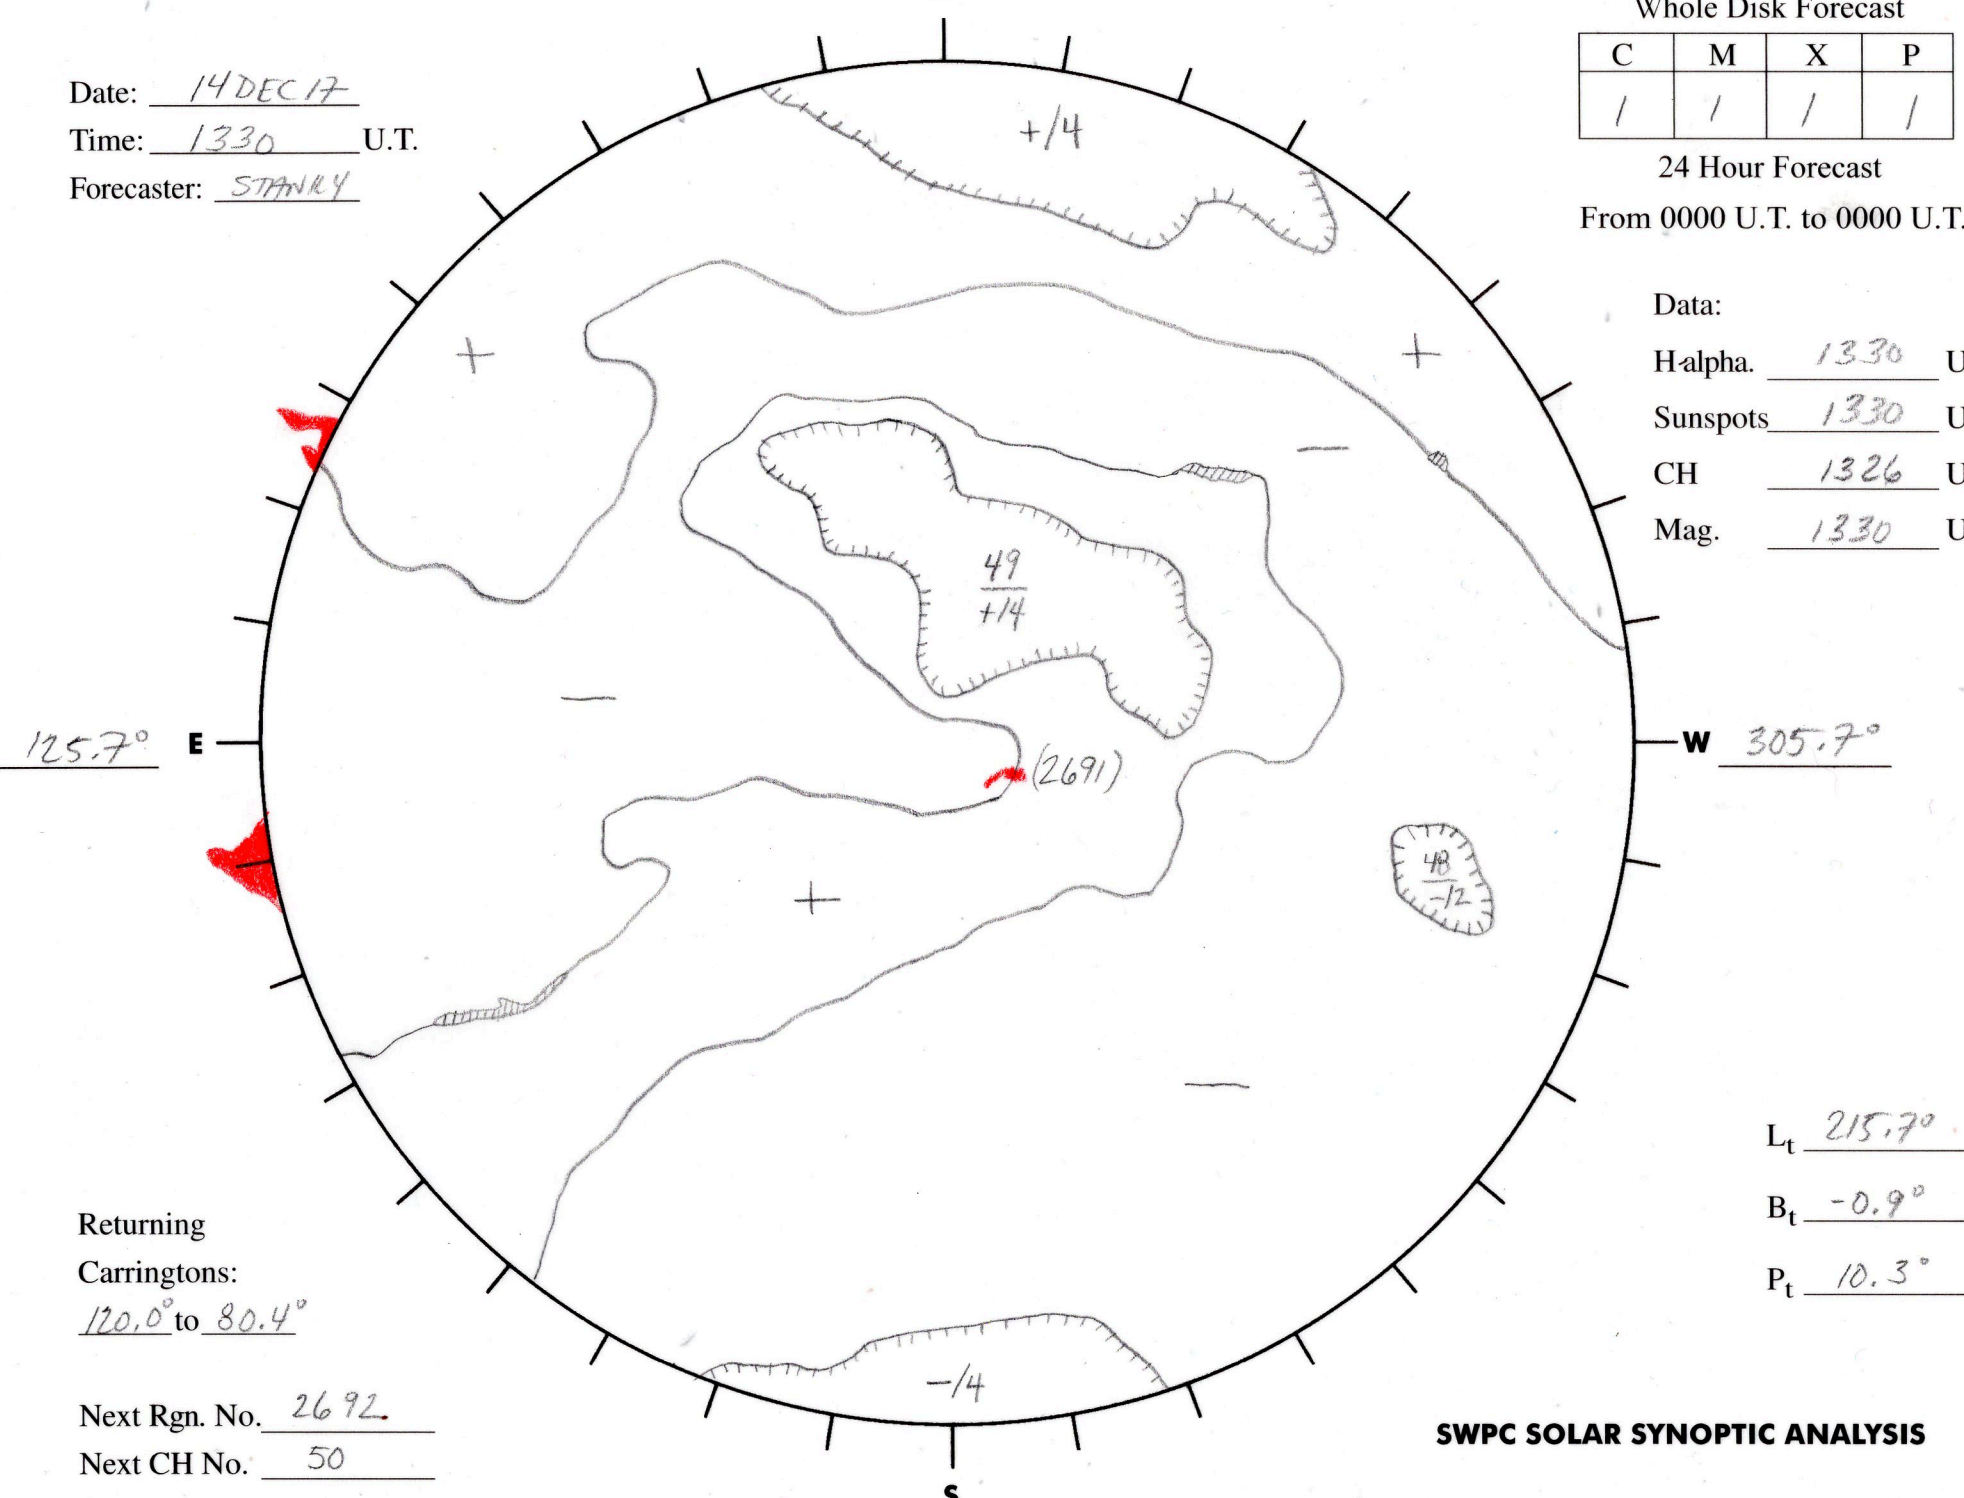 Whole Disk Forecast
C M X P
1 1 1 1
24 Hour Forecast
From 0000 U.T. to 0000 U.T.
Date: 14 DEC 17
Time: 1330 U.T.
Forecaster:
+/4
Data:
H-alpha. 1330 U
Sunspots 1330 U
CH 1326 U
Mag. 1330 U
+
+
−
49
+/4
−
125.7° E
W 305.7°
(2691)
48
-/2
+
−
Lt 215.7°
Bt -0.9°
Pt 10.3°
Returning
Carringtons:
120.0° to 80.4°
-/4
Next Rgn. No. 2692
Next CH No. 50
SWPC SOLAR SYNOPTIC ANALYSIS
S